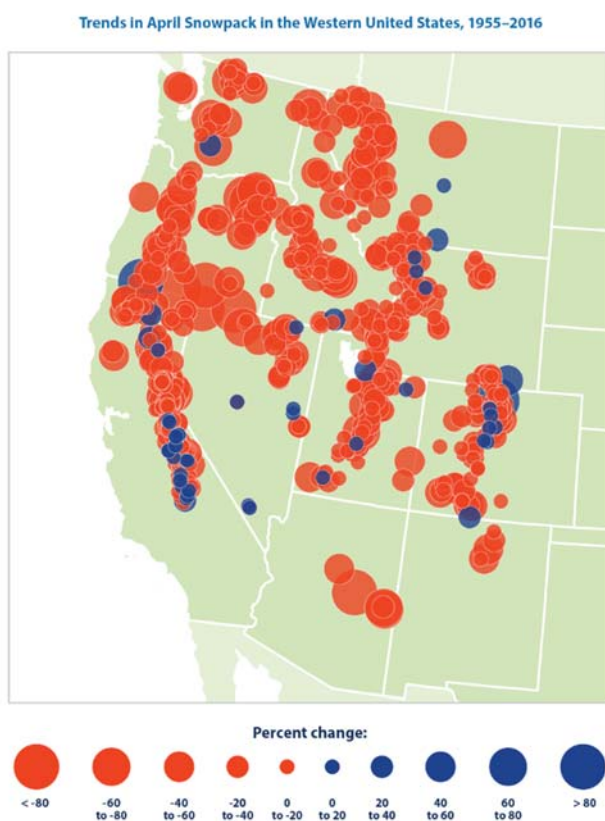 Trends in April Snowpack in the Western United States, 1955–2016
Percent change:
< -80
-60
to -80
-40
to -60
-20
to -40
0
to -20
0
to 20
20
to 40
40
to 60
60
to 80
> 80